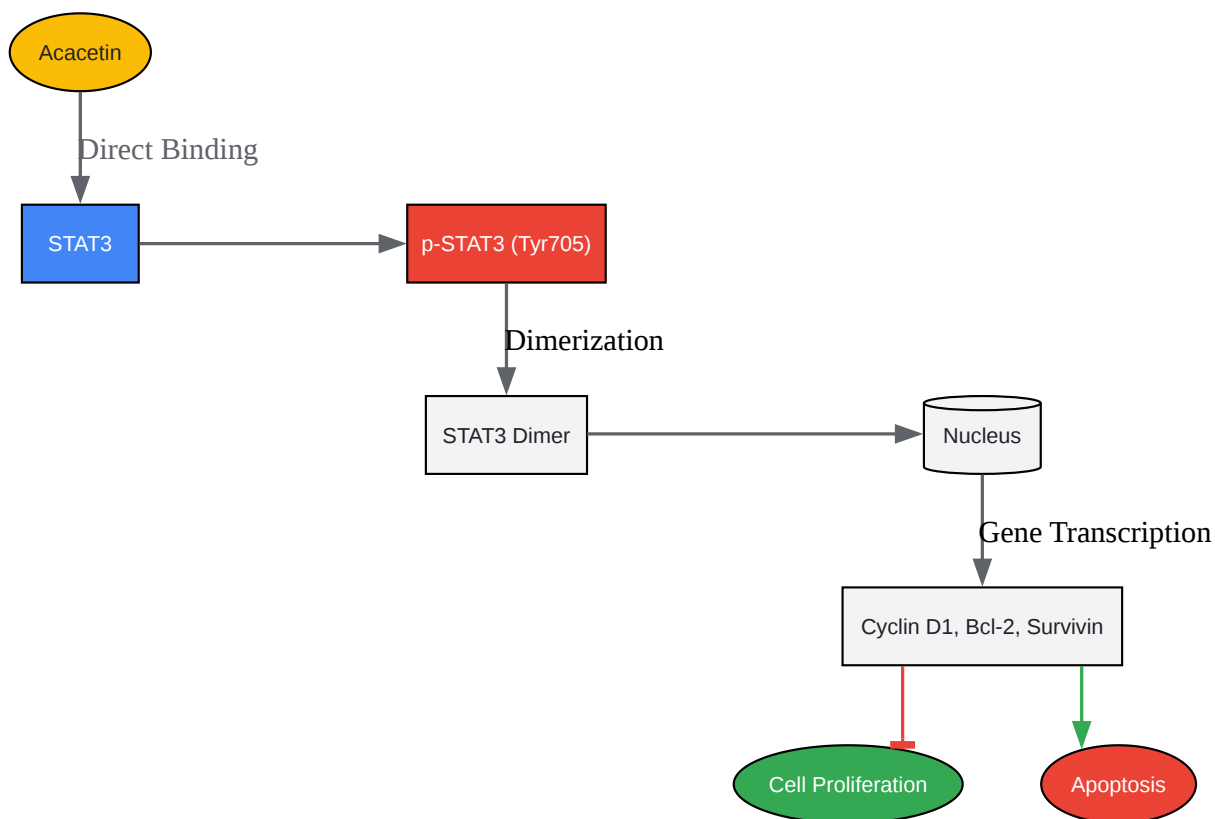 Acacetin
Direct Binding
STAT3
p-STAT3 (Tyr705)
Dimerization
STAT3 Dimer
Nucleus
Gene Transcription
Cyclin D1, Bcl-2, Survivin
Cell Proliferation
Apoptosis